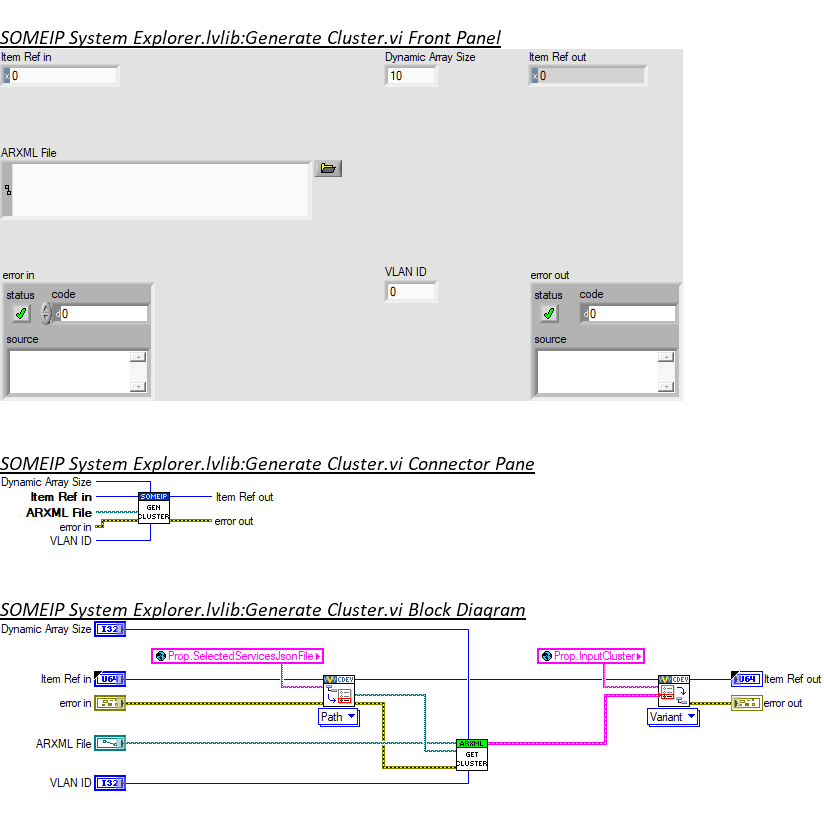 SOMEIP System Explorer.lvlib:Generate Cluster.vi Front Panel
Item Ref in
Dynamic Array Size
Item Ref out
x 0
10
x 0
ARXML File
error in
VLAN ID
error out
status code
0
status code
d 0
d 0
source
source
SOMEIP System Explorer.lvlib:Generate Cluster.vi Connector Pane
Dynamic Array Size
Item Ref in
SOMEIP
Item Ref out
ARXML File
GEN
CLUSTER
error in
error out
VLAN ID
SOMEIP System Explorer.lvlib:Generate Cluster.vi Block Diagram
Dynamic Array Size I32
Prop.SelectedServicesJsonFile
Prop.InputCluster
Item Ref in U64
CDEV
CDEV
U64 Item Ref out
error in
error out
Path
Variant
ARXML File
ARXML
GET
CLUSTER
VLAN ID I32